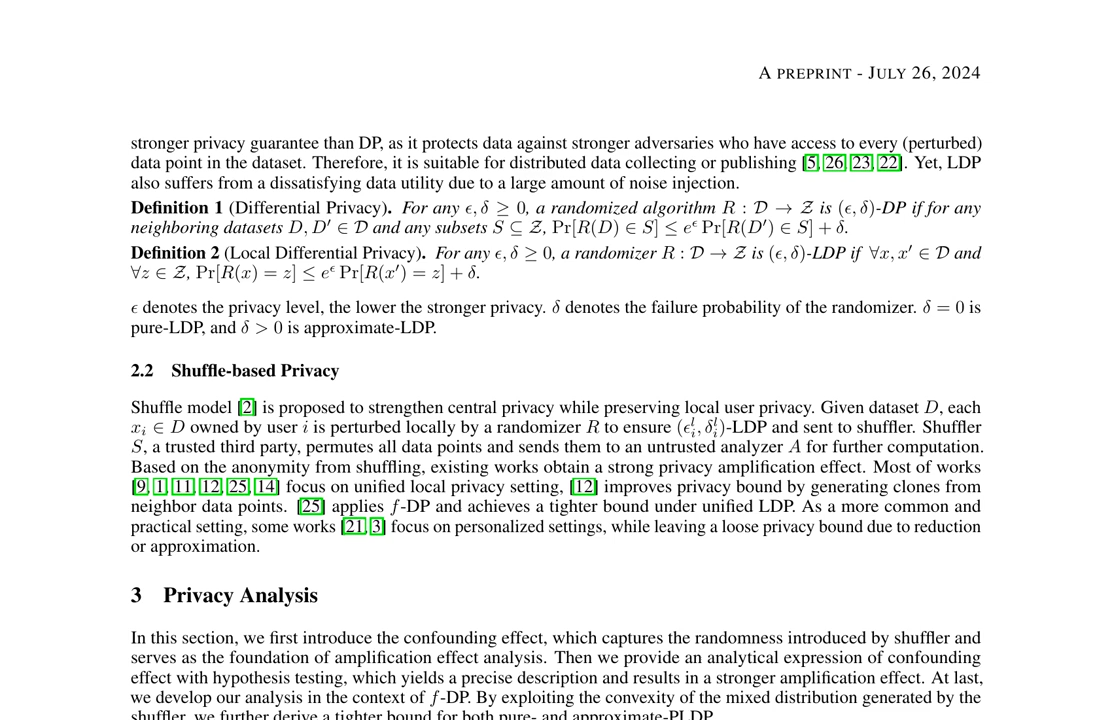 A PREPRINT - JULY 26, 2024
stronger privacy guarantee than DP, as it protects data against stronger adversaries who have access to every (perturbed)
data point in the dataset. Therefore, it is suitable for distributed data collecting or publishing [5, 26, 23, 22]. Yet, LDP
also suffers from a dissatisfying data utility due to a large amount of noise injection.
Definition 1 (Differential Privacy). For any ϵ, δ ≥ 0, a randomized algorithm R : 𝒟 → 𝒵 is (ϵ, δ)-DP if for any
neighboring datasets D, D′ ∈ 𝒟 and any subsets S ⊆ 𝒵, Pr[R(D) ∈ S] ≤ e^ϵ Pr[R(D′) ∈ S] + δ.
Definition 2 (Local Differential Privacy). For any ϵ, δ ≥ 0, a randomizer R : 𝒟 → 𝒵 is (ϵ, δ)-LDP if ∀x, x′ ∈ 𝒟 and
∀z ∈ 𝒵, Pr[R(x) = z] ≤ e^ϵ Pr[R(x′) = z] + δ.
ϵ denotes the privacy level, the lower the stronger privacy. δ denotes the failure probability of the randomizer. δ = 0 is
pure-LDP, and δ > 0 is approximate-LDP.
2.2 Shuffle-based Privacy
Shuffle model [2] is proposed to strengthen central privacy while preserving local user privacy. Given dataset D, each
x_i ∈ D owned by user i is perturbed locally by a randomizer R to ensure (ϵ_i^l, δ_i^l)-LDP and sent to shuffler. Shuffler
S, a trusted third party, permutes all data points and sends them to an untrusted analyzer A for further computation.
Based on the anonymity from shuffling, existing works obtain a strong privacy amplification effect. Most of works
[9, 1, 11, 12, 25, 14] focus on unified local privacy setting, [12] improves privacy bound by generating clones from
neighbor data points. [25] applies f-DP and achieves a tighter bound under unified LDP. As a more common and
practical setting, some works [21, 3] focus on personalized settings, while leaving a loose privacy bound due to reduction
or approximation.
3 Privacy Analysis
In this section, we first introduce the confounding effect, which captures the randomness introduced by shuffler and
serves as the foundation of amplification effect analysis. Then we provide an analytical expression of confounding
effect with hypothesis testing, which yields a precise description and results in a stronger amplification effect. At last,
we develop our analysis in the context of f-DP. By exploiting the convexity of the mixed distribution generated by the
shuffler, we further derive a tighter bound for both pure- and approximate-PLDP.